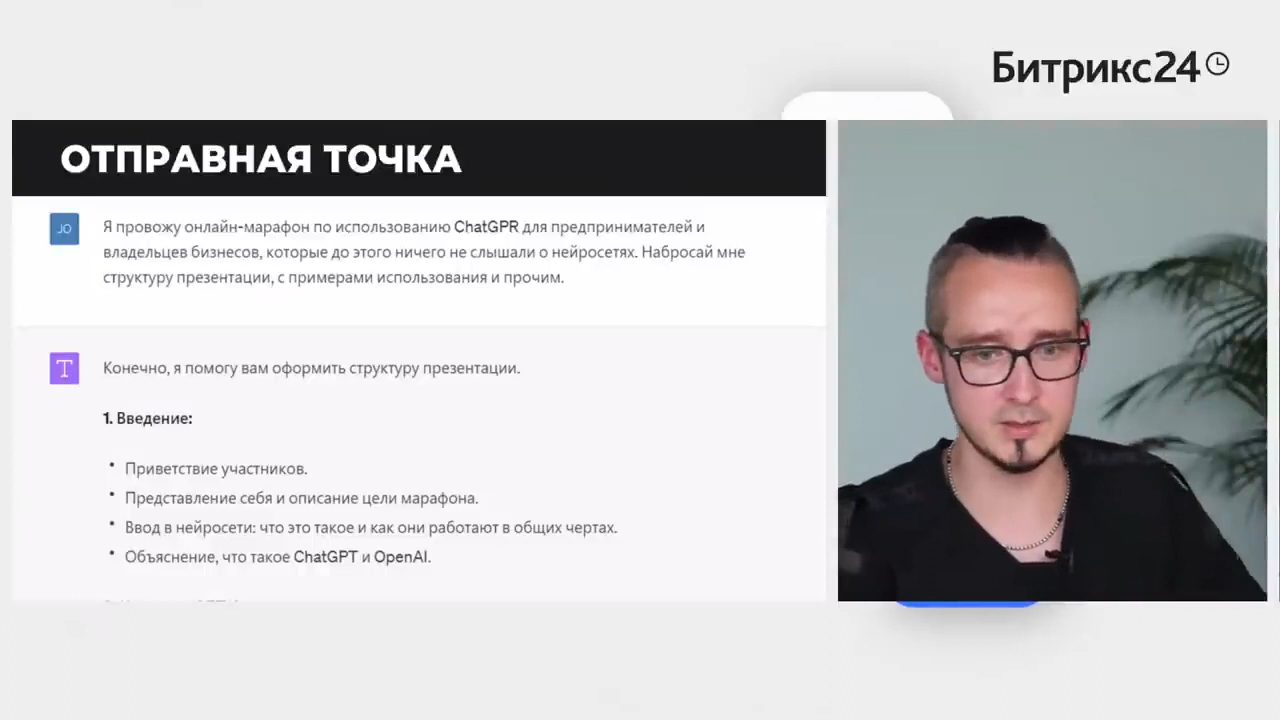 Битрикс24
ОТПРАВНАЯ ТОЧКА
JO
Я провожу онлайн-марафон по использованию ChatGPR для предпринимателей и
владельцев бизнесов, которые до этого ничего не слышали о нейросетях. Набросай мне
структуру презентации, с примерами использования и прочим.
T
Конечно, я помогу вам оформить структуру презентации.
1. Введение:
• Приветствие участников.
• Представление себя и описание цели марафона.
• Ввод в нейросети: что это такое и как они работают в общих чертах.
• Объяснение, что такое ChatGPT и OpenAI.